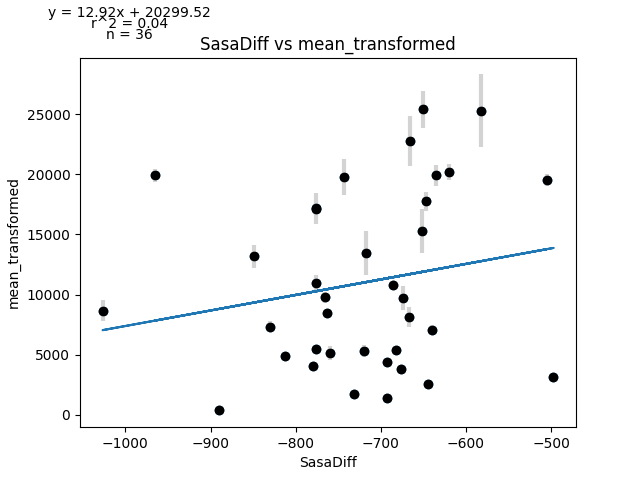 y = 12.92x + 20299.52
r^2 = 0.04
n = 36
SasaDiff vs mean_transformed
mean_transformed
25000
20000
15000
10000
5000
0
−1000
−900
−800
−700
−600
−500
SasaDiff